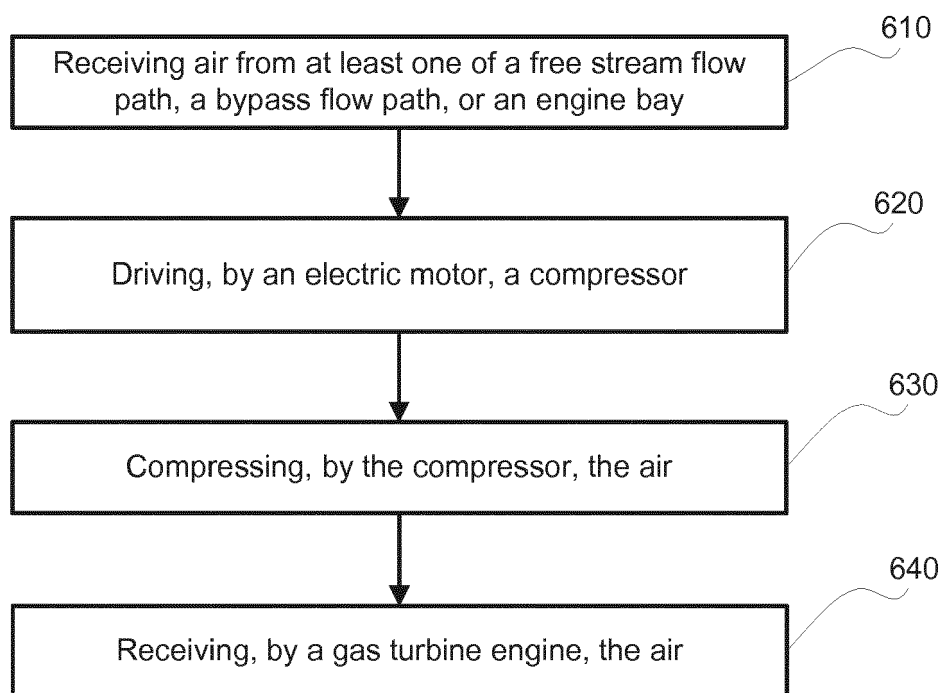 610
Receiving air from at least one of a free stream flow
path, a bypass flow path, or an engine bay
620
Driving, by an electric motor, a compressor
630
Compressing, by the compressor, the air
640
Receiving, by a gas turbine engine, the air